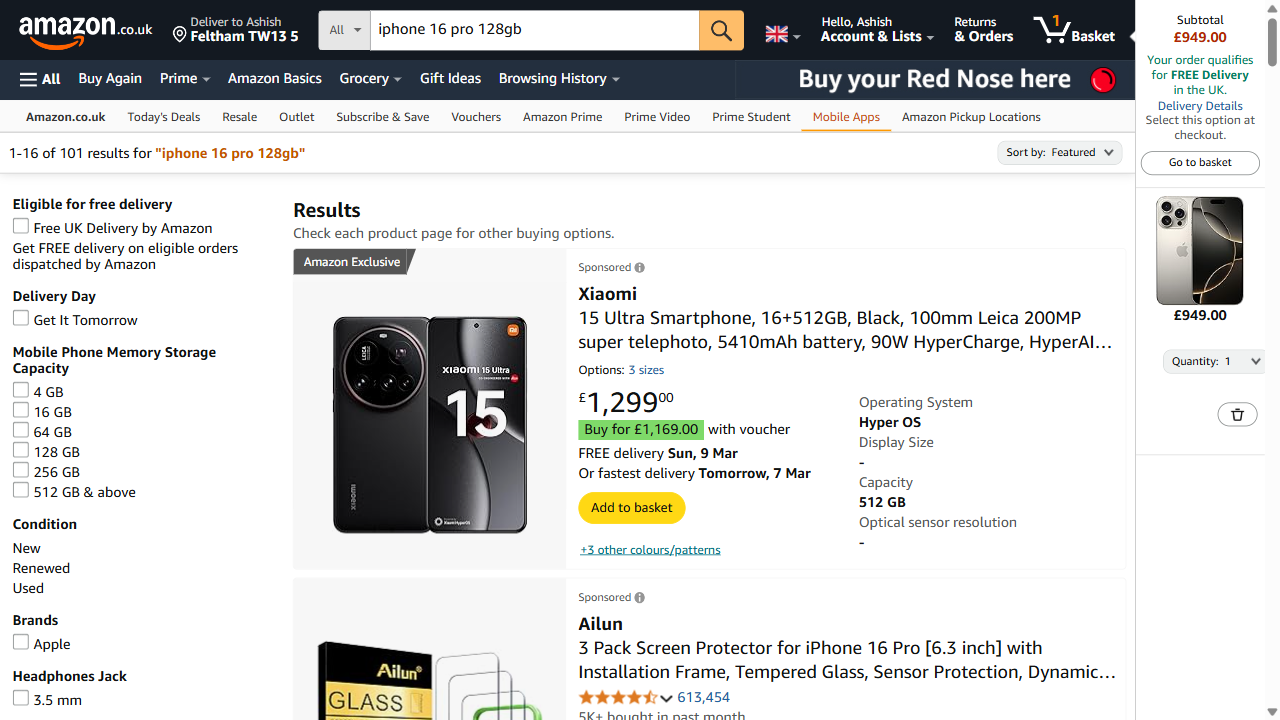 amazon.co.uk
Deliver to Ashish
Feltham TW13 5
All
iphone 16 pro 128gb
Hello, Ashish
Account & Lists
Returns
& Orders
1
Basket
All
Buy Again
Prime
Amazon Basics
Grocery
Gift Ideas
Browsing History
Buy your Red Nose here
Amazon.co.uk
Today's Deals
Resale
Outlet
Subscribe & Save
Vouchers
Amazon Prime
Prime Video
Prime Student
Mobile Apps
Amazon Pickup Locations
1-16 of 101 results for "iphone 16 pro 128gb"
Sort by: Featured
Subtotal
£949.00
Your order qualifies
for FREE Delivery
in the UK.
Delivery Details
Select this option at
checkout.
Go to basket
£949.00
Quantity: 1
Eligible for free delivery
Free UK Delivery by Amazon
Get FREE delivery on eligible orders
dispatched by Amazon
Delivery Day
Get It Tomorrow
Mobile Phone Memory Storage
Capacity
4 GB
16 GB
64 GB
128 GB
256 GB
512 GB & above
Condition
New
Renewed
Used
Brands
Apple
Headphones Jack
3.5 mm
Results
Check each product page for other buying options.
Amazon Exclusive
xiaomi 15 Ultra
15
xiaomi
Sponsored
Xiaomi
15 Ultra Smartphone, 16+512GB, Black, 100mm Leica 200MP
super telephoto, 5410mAh battery, 90W HyperCharge, HyperAI…
Options: 3 sizes
£1,29900
Buy for £1,169.00 with voucher
FREE delivery Sun, 9 Mar
Or fastest delivery Tomorrow, 7 Mar
Add to basket
+3 other colours/patterns
Operating System
Hyper OS
Display Size
-
Capacity
512 GB
Optical sensor resolution
-
Ailun
GLASS
Sponsored
Ailun
3 Pack Screen Protector for iPhone 16 Pro [6.3 inch] with
Installation Frame, Tempered Glass, Sensor Protection, Dynamic…
613,454
5K+ bought in past month